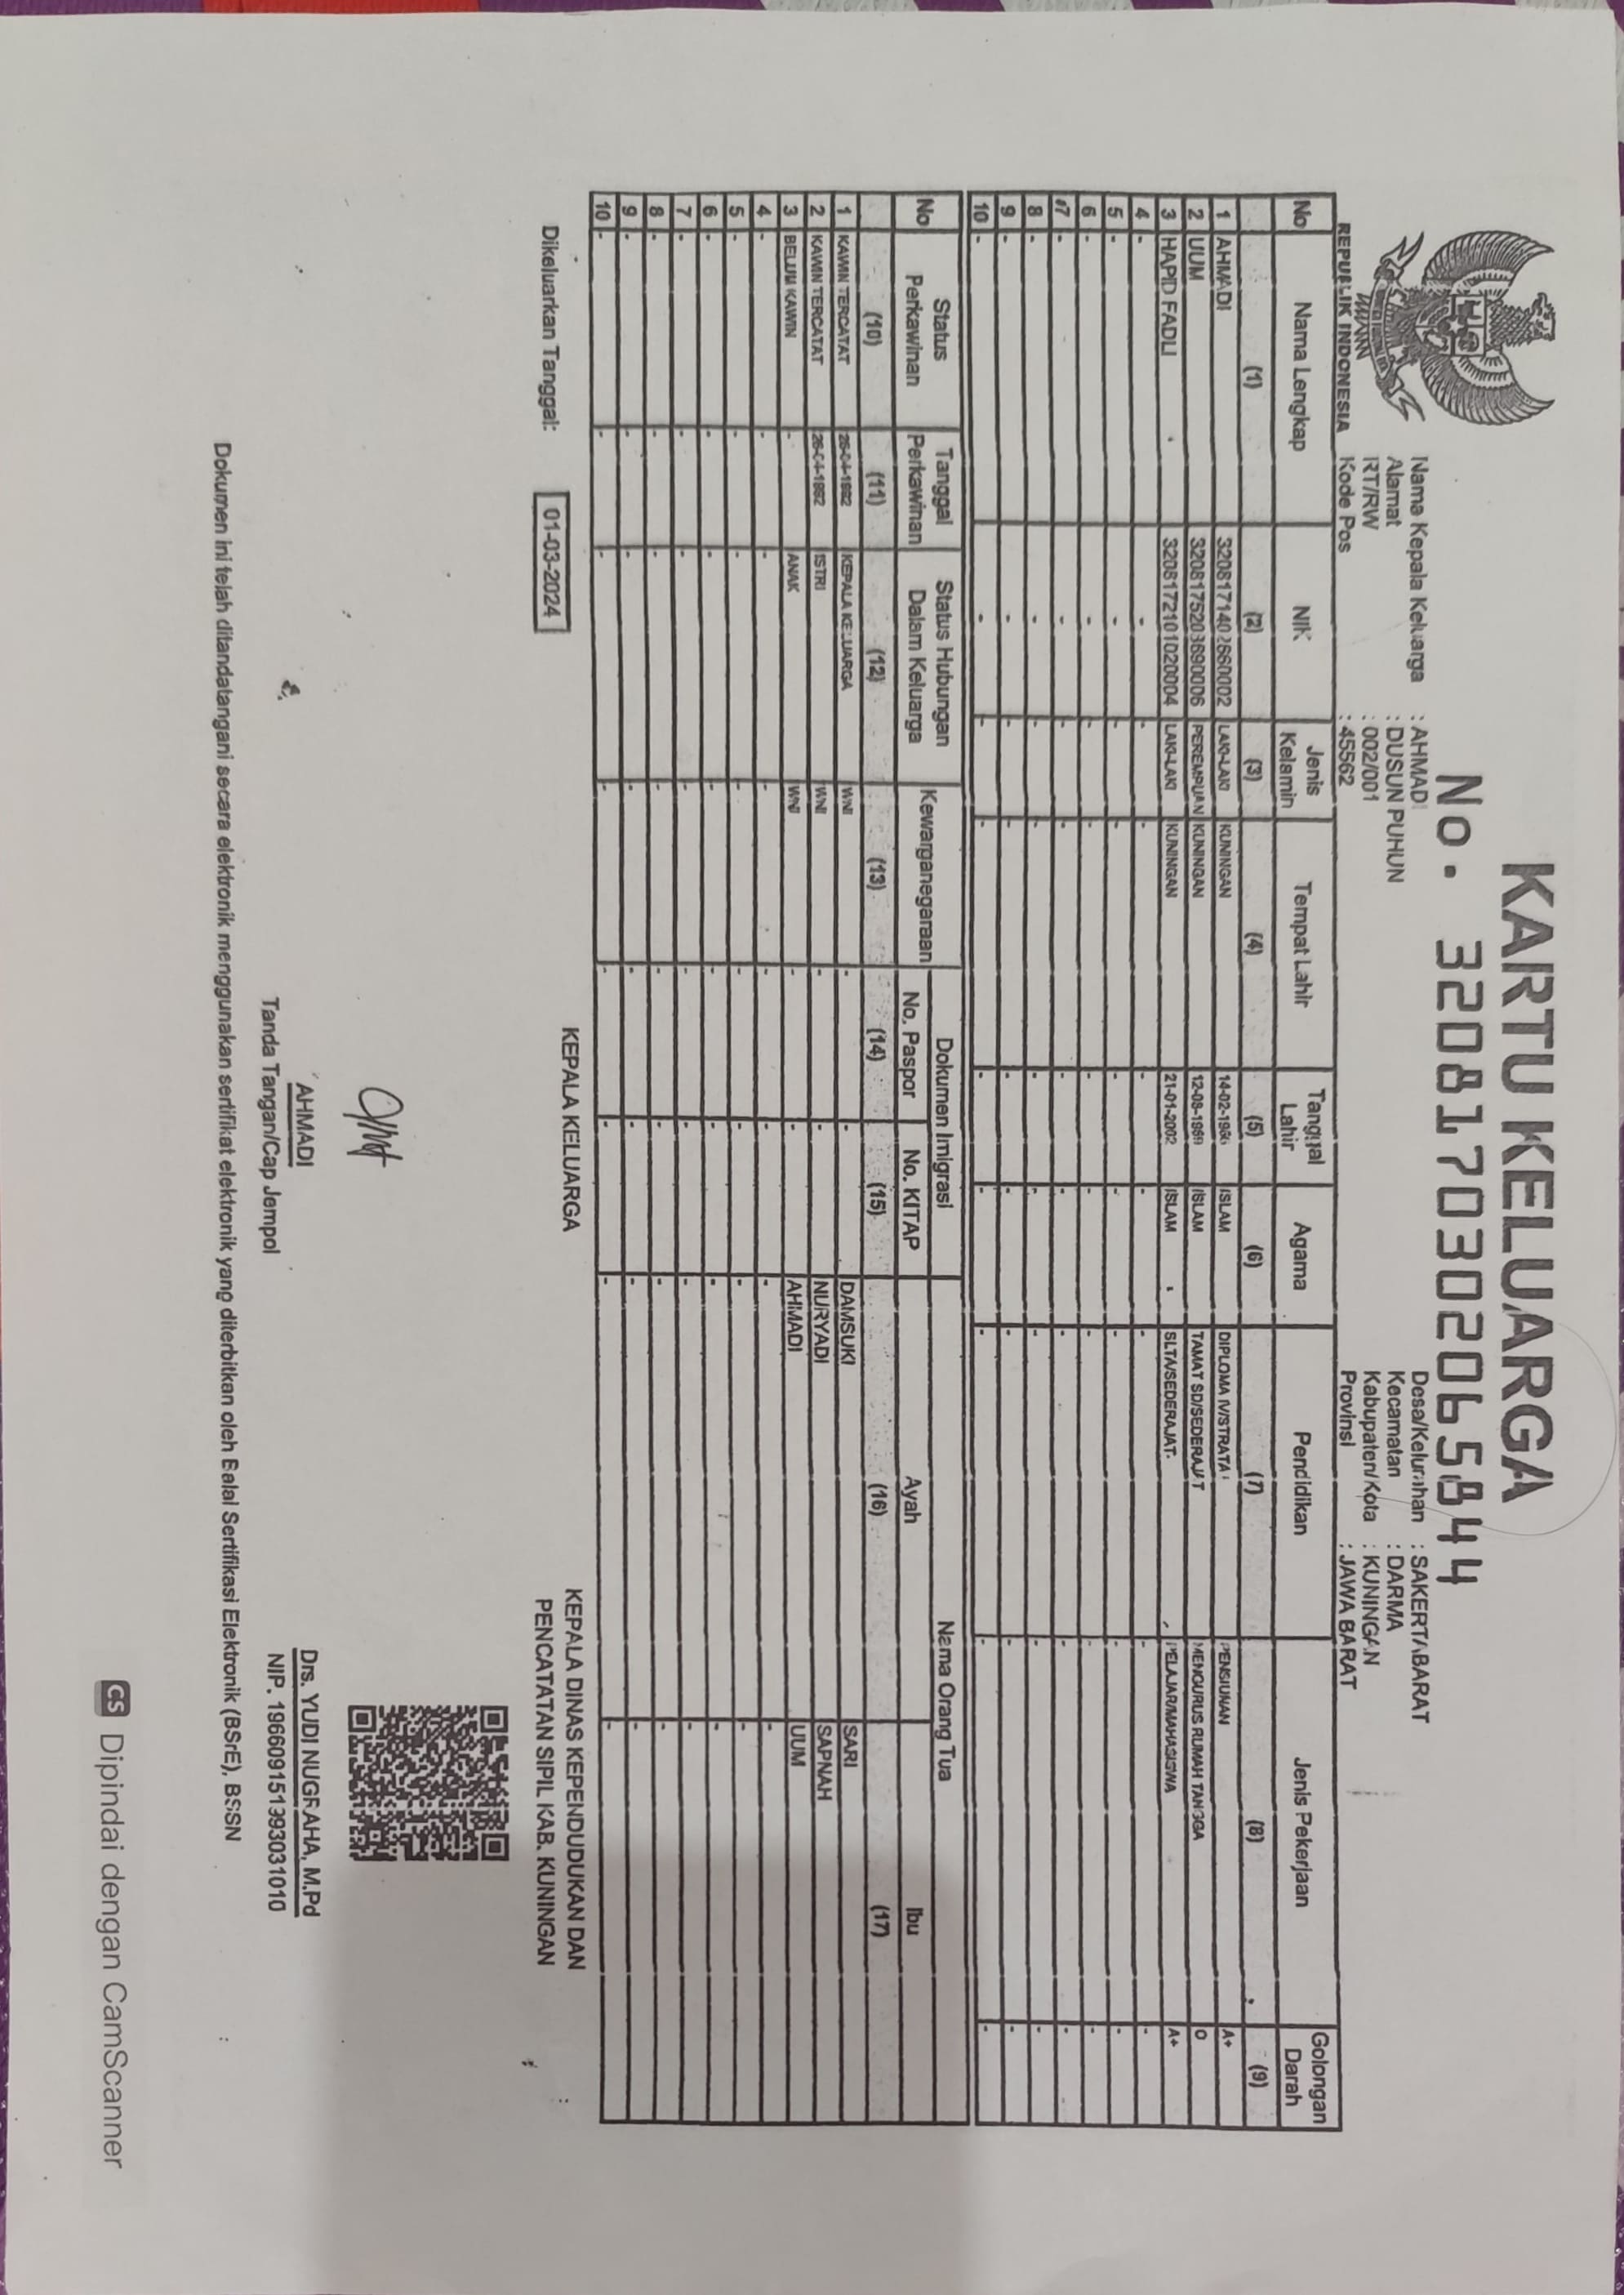 KARTU KELUARGA
No. 3208170302065844
Nama Kepala Keluarga : AHMADI
Alamat : DUSUN PUHUN
RT/RW : 002/001
Kode Pos : 45562
Desa/Kelurahan : SAKERTABARAT
Kecamatan : DARMA
Kabupaten/Kota : KUNINGAN
Provinsi : JAWA BARAT
REPUBLIK INDONESIA
No Nama Lengkap NIK Jenis Kelamin Tempat Lahir Tanggal Lahir Agama Pendidikan Jenis Pekerjaan Golongan Darah
(1) (2) (3) (4) (5) (6) (7) (8) (9)
1 AHMADI 3208171402660002 LAKI-LAKI KUNINGAN 14-02-1966 ISLAM DIPLOMA IV/STRATA I PENSIUNAN A+
2 UUM 3208175208690006 PEREMPUAN KUNINGAN 12-08-1969 ISLAM TAMAT SD/SEDERAJAT MENGURUS RUMAH TANGGA O
3 HAPID FADLI 3208172101020004 LAKI-LAKI KUNINGAN 21-01-2002 ISLAM SLTA/SEDERAJAT PELAJAR/MAHASISWA A+
4 - - - - - - - - -
5 - - - - - - - - -
6 - - - - - - - - -
7 - - - - - - - - -
8 - - - - - - - - -
9 - - - - - - - - -
10 - - - - - - - - -
No Status Perkawinan Tanggal Perkawinan Status Hubungan Dalam Keluarga Kewarganegaraan Dokumen Imigrasi Nama Orang Tua
No. Paspor No. KITAP Ayah Ibu
(10) (11) (12) (13) (14) (15) (16) (17)
1 KAWIN TERCATAT 26-04-1992 KEPALA KELUARGA WNI - - DAMSUKI SARI
2 KAWIN TERCATAT 26-04-1992 ISTRI WNI - - NURYADI SAPNAH
3 BELUM KAWIN - ANAK WNI - - AHMADI UUM
4 - - - - - - - -
5 - - - - - - - -
6 - - - - - - - -
7 - - - - - - - -
8 - - - - - - - -
9 - - - - - - - -
10 - - - - - - - -
Dikeluarkan Tanggal: 01-03-2024
KEPALA KELUARGA
KEPALA DINAS KEPENDUDUKAN DAN
PENCATATAN SIPIL KAB. KUNINGAN
AHMADI
Tanda Tangan/Cap Jempol
Drs. YUDI NUGRAHA, M.Pd
NIP. 196609151993031010
Dokumen ini telah ditandatangani secara elektronik menggunakan sertifikat elektronik yang diterbitkan oleh Balai Sertifikasi Elektronik (BSrE), BSSN
CS Dipindai dengan CamScanner